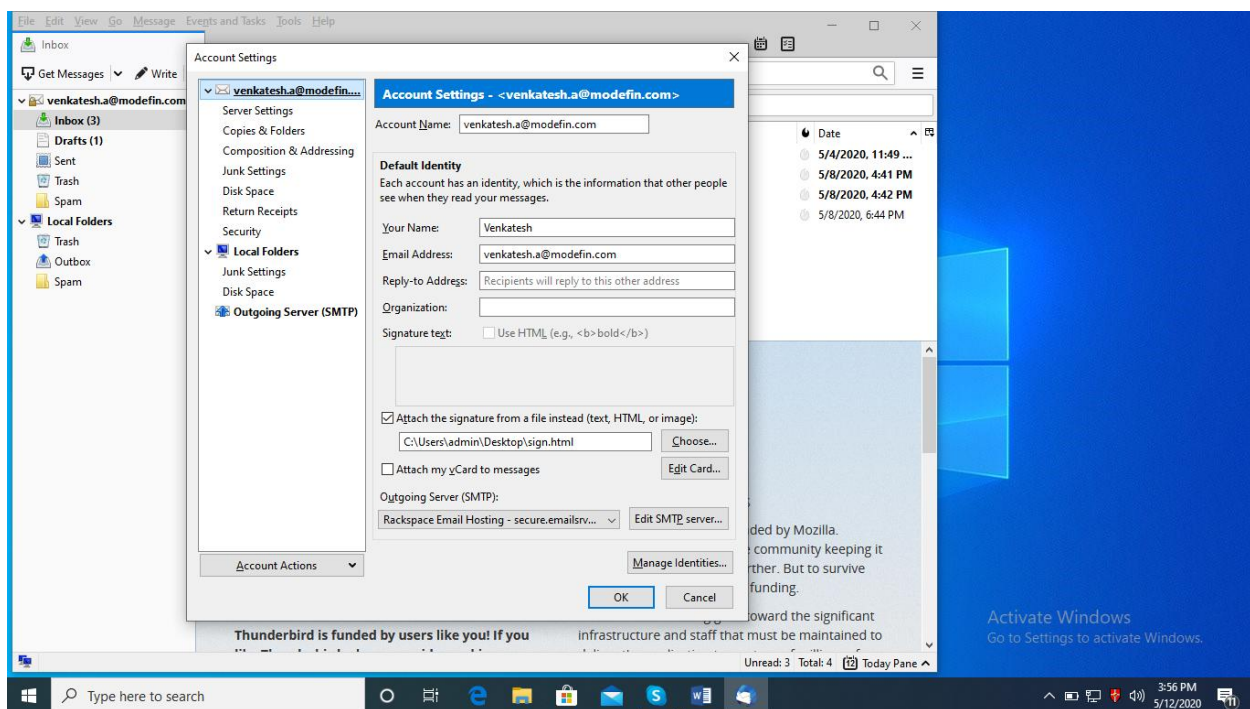 File Edit View Go Message Events and Tasks Tools Help
Inbox
Get Messages Write
venkatesh.a@modefin.com
Inbox (3)
Drafts (1)
Sent
Trash
Spam
Local Folders
Trash
Outbox
Spam
Account Settings
venkatesh.a@modefin....
Server Settings
Copies & Folders
Composition & Addressing
Junk Settings
Disk Space
Return Receipts
Security
Local Folders
Junk Settings
Disk Space
Outgoing Server (SMTP)
Account Actions
Account Settings - <venkatesh.a@modefin.com>
Account Name: venkatesh.a@modefin.com
Default Identity
Each account has an identity, which is the information that other people
see when they read your messages.
Your Name: Venkatesh
Email Address: venkatesh.a@modefin.com
Reply-to Address: Recipients will reply to this other address
Organization:
Signature text: Use HTML (e.g., <b>bold</b>)
Attach the signature from a file instead (text, HTML, or image):
C:\Users\admin\Desktop\sign.html Choose...
Attach my vCard to messages Edit Card...
Outgoing Server (SMTP):
Rackspace Email Hosting - secure.emailsrv... Edit SMTP server...
Manage Identities...
OK Cancel
Date
5/4/2020, 11:49 ...
5/8/2020, 4:41 PM
5/8/2020, 4:42 PM
5/8/2020, 6:44 PM
ded by Mozilla.
community keeping it
rther. But to survive
funding.
toward the significant
Thunderbird is funded by users like you! If you
infrastructure and staff that must be maintained to
Unread: 3 Total: 4 12 Today Pane
Activate Windows
Go to Settings to activate Windows.
Type here to search
3:56 PM
5/12/2020
11